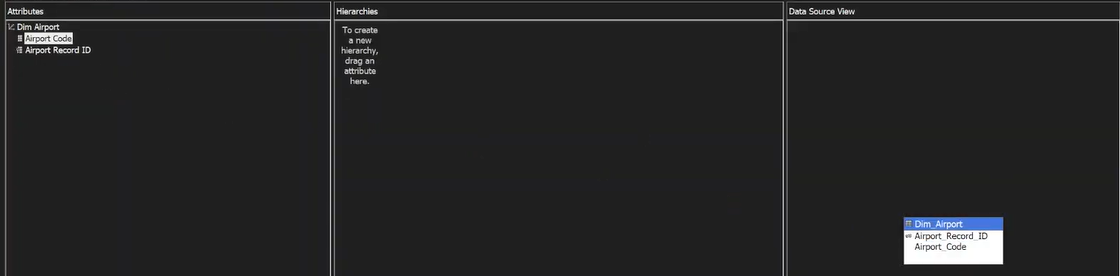 Attributes
Dim Airport
Airport Code
Airport Record ID
Hierarchies
To create
a new
hierarchy,
drag an
attribute
here.
Data Source View
Dim_Airport
Airport_Record_ID
Airport_Code